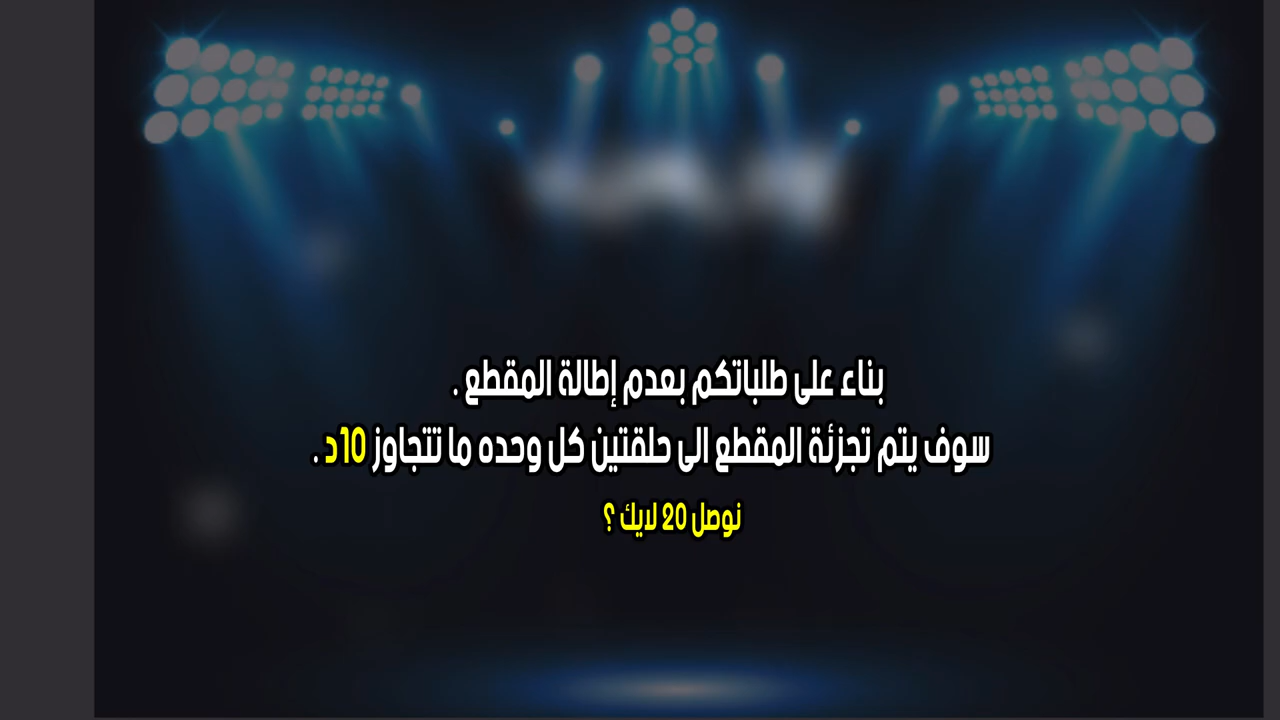 بناء على طلباتكم بعدم إطالة المقطع .
سوف يتم تجزئة المقطع الى حلقتين كل وحده ما تتجاوز 10د .
نوصل 20 لايك ؟